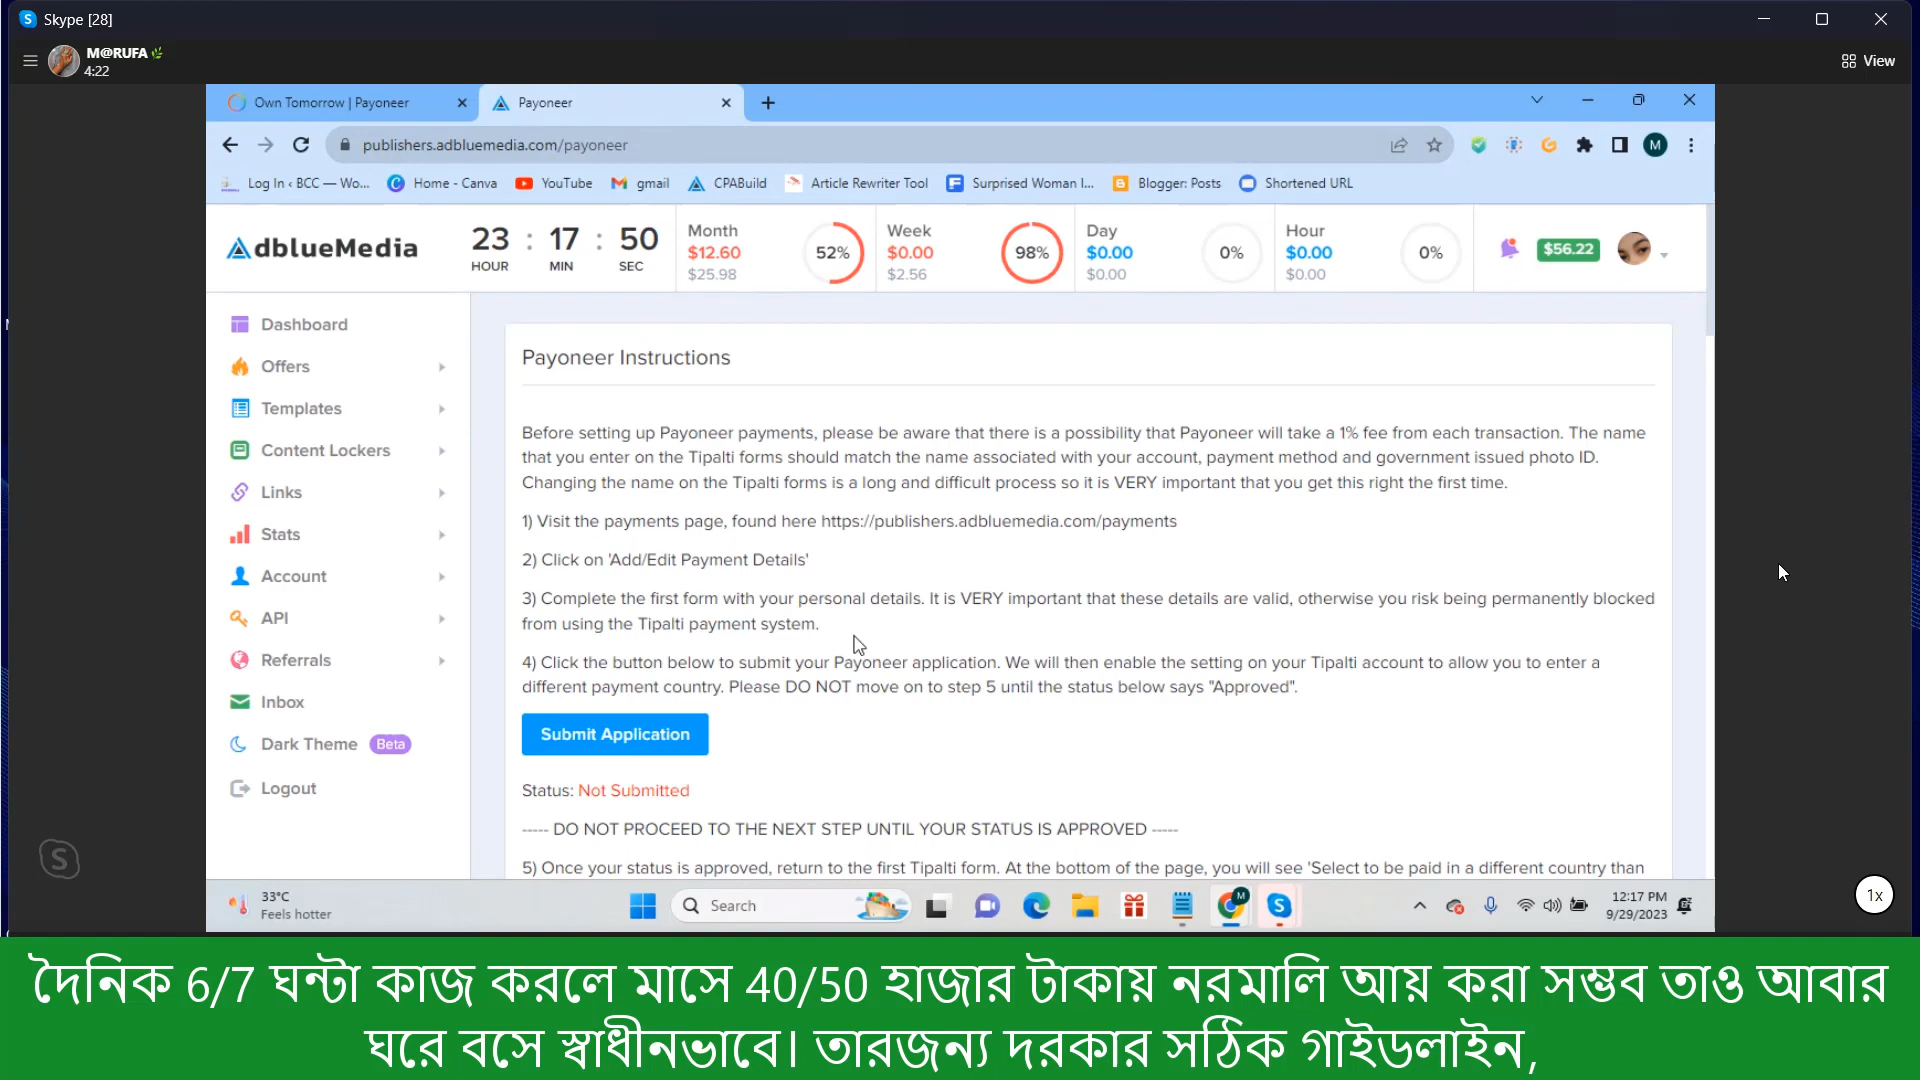 Skype [28]
M@RUFA
4:22
View
Own Tomorrow | Payoneer
Payoneer
publishers.adbluemedia.com/payoneer
M
Log In ‹ BCC — Wo...
Home - Canva
YouTube
gmail
CPABuild
Article Rewriter Tool
Surprised Woman I...
Blogger: Posts
Shortened URL
AdblueMedia
23 : 17 : 50
HOUR MIN SEC
Month
$12.60
$25.98
52%
Week
$0.00
$2.56
98%
Day
$0.00
$0.00
0%
Hour
$0.00
$0.00
0%
$56.22
Dashboard
Offers
Templates
Content Lockers
Links
Stats
Account
API
Referrals
Inbox
Dark Theme Beta
Logout
Payoneer Instructions
Before setting up Payoneer payments, please be aware that there is a possibility that Payoneer will take a 1% fee from each transaction. The name
that you enter on the Tipalti forms should match the name associated with your account, payment method and government issued photo ID.
Changing the name on the Tipalti forms is a long and difficult process so it is VERY important that you get this right the first time.
1) Visit the payments page, found here https://publishers.adbluemedia.com/payments
2) Click on 'Add/Edit Payment Details'
3) Complete the first form with your personal details. It is VERY important that these details are valid, otherwise you risk being permanently blocked
from using the Tipalti payment system.
4) Click the button below to submit your Payoneer application. We will then enable the setting on your Tipalti account to allow you to enter a
different payment country. Please DO NOT move on to step 5 until the status below says "Approved".
Submit Application
Status: Not Submitted
----- DO NOT PROCEED TO THE NEXT STEP UNTIL YOUR STATUS IS APPROVED -----
5) Once your status is approved, return to the first Tipalti form. At the bottom of the page, you will see 'Select to be paid in a different country than
1x
33°C
Feels hotter
Search
M
12:17 PM
9/29/2023
দৈনিক 6/7 ঘন্টা কাজ করলে মাসে 40/50 হাজার টাকায় নরমালি আয় করা সম্ভব তাও আবার
ঘরে বসে স্বাধীনভাবে। তারজন্য দরকার সঠিক গাইডলাইন,